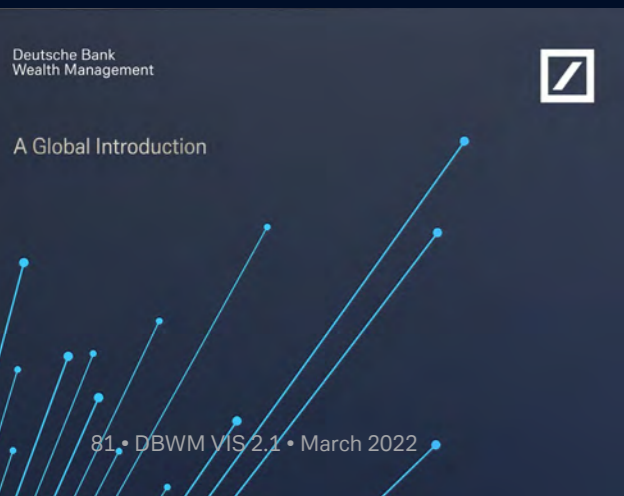 Deutsche Bank
Wealth Management
A Global Introduction
81 • DBWM VIS 2.1 • March 2022